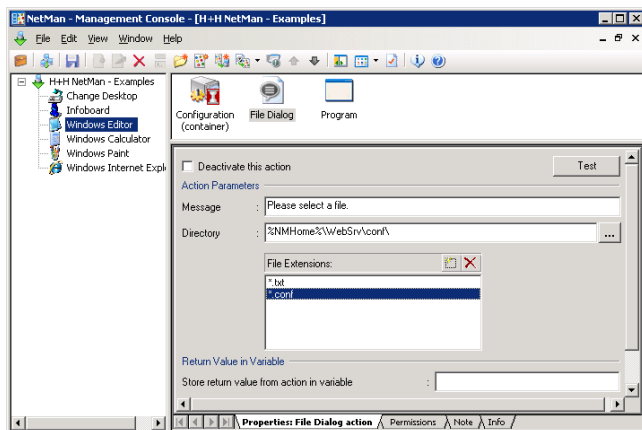 NetMan - Management Console - [H+H NetMan - Examples]
File Edit View Window Help
H+H NetMan - Examples
Change Desktop
Infoboard
Windows Editor
Windows Calculator
Windows Paint
Windows Internet Expl
Configuration (container)
File Dialog
Program
Deactivate this action
Test
Action Parameters
Message : Please select a file.
Directory : %NMHome%\WebSrv\conf\
...
File Extensions:
*.txt
*.conf
Return Value in Variable
Store return value from action in variable :
Properties: File Dialog action Permissions Note Info